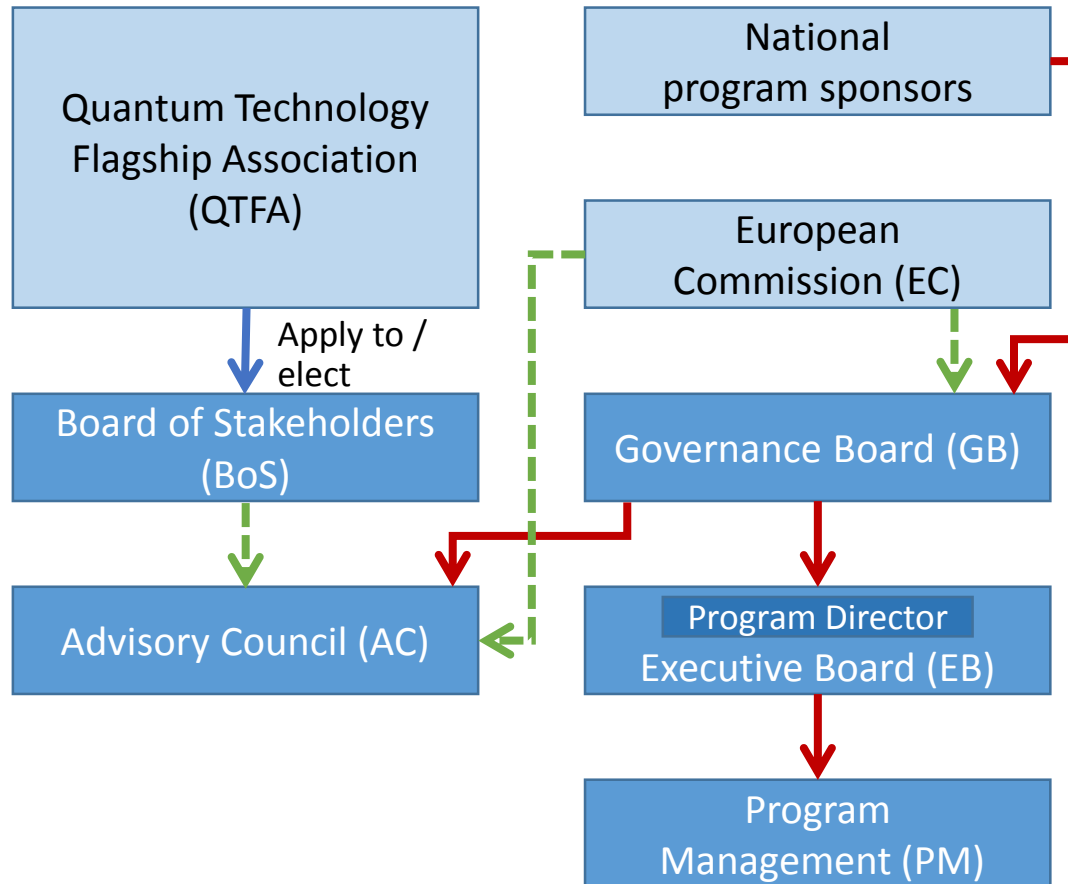 Quantum Technology
Flagship Association
(QTFA)
National
program sponsors
European
Commission (EC)
Apply to /
elect
Board of Stakeholders
(BoS)
Governance Board (GB)
Advisory Council (AC)
Program Director
Executive Board (EB)
Program
Management (PM)